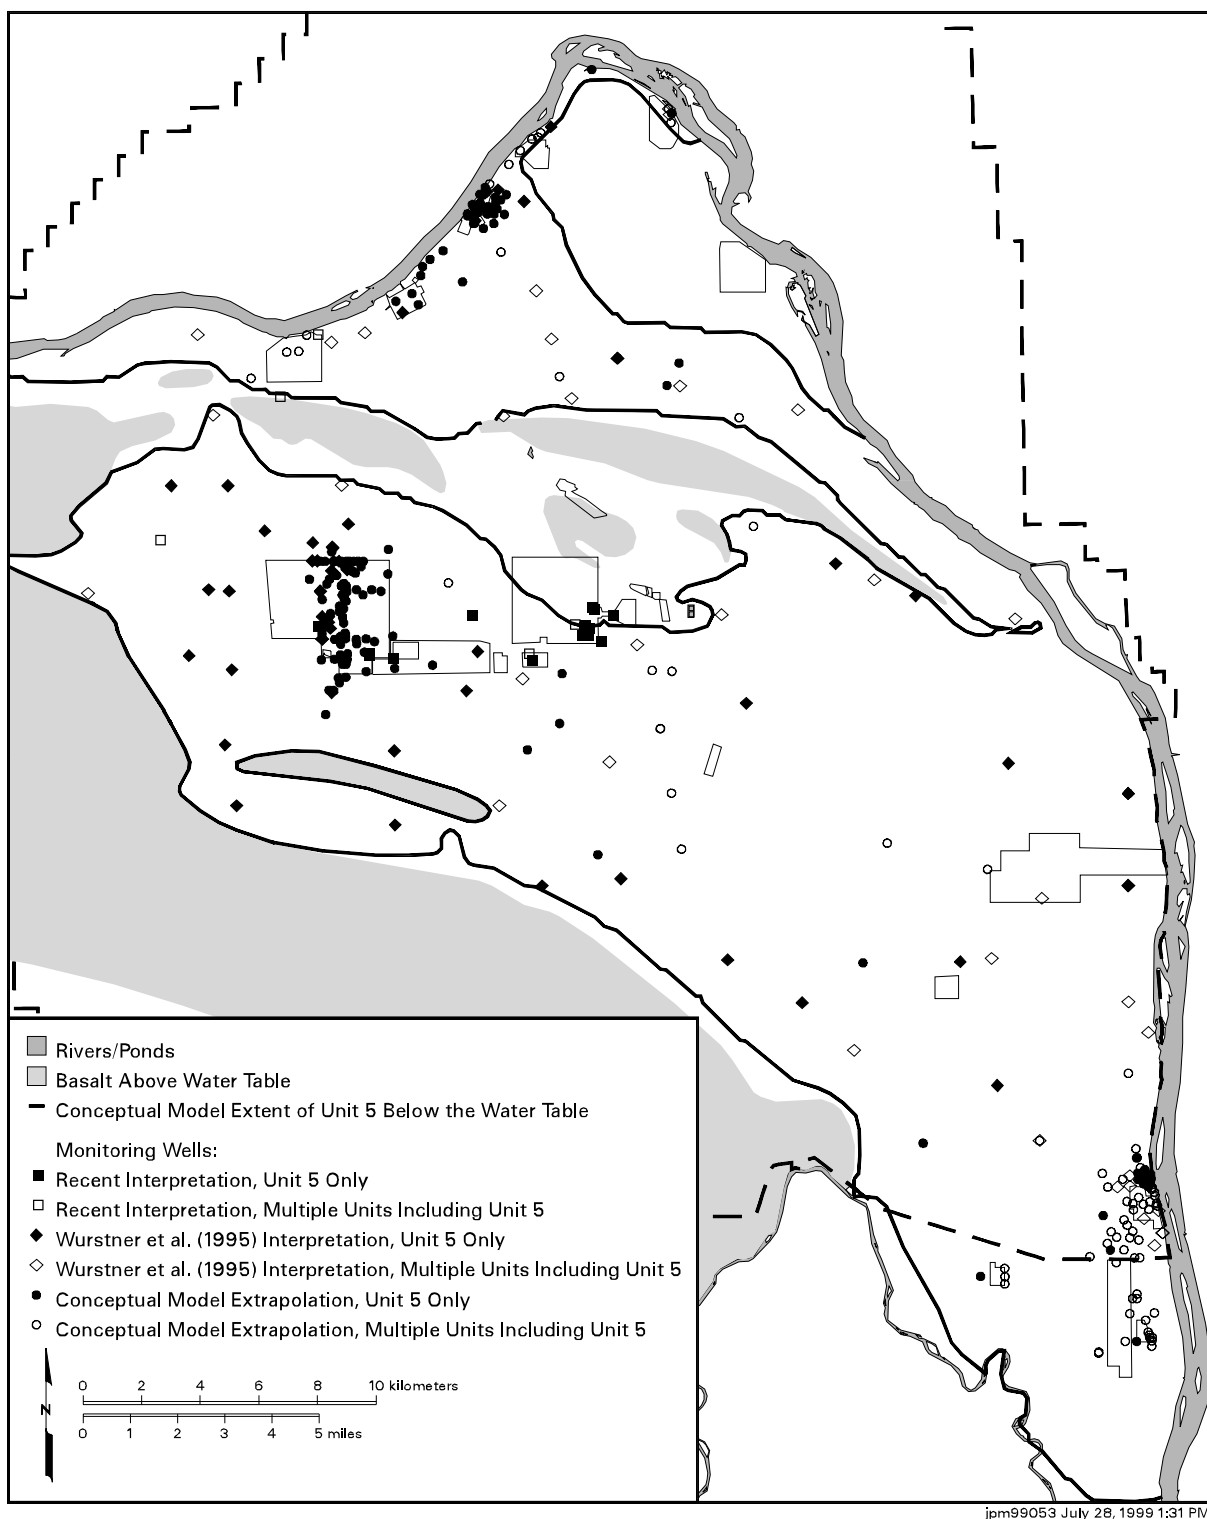 Rivers/Ponds
Basalt Above Water Table
Conceptual Model Extent of Unit 5 Below the Water Table
Monitoring Wells:
Recent Interpretation, Unit 5 Only
Recent Interpretation, Multiple Units Including Unit 5
Wurstner et al. (1995) Interpretation, Unit 5 Only
Wurstner et al. (1995) Interpretation, Multiple Units Including Unit 5
Conceptual Model Extrapolation, Unit 5 Only
Conceptual Model Extrapolation, Multiple Units Including Unit 5
N
0 2 4 6 8 10 kilometers
0 1 2 3 4 5 miles
jpm99053 July 28, 1999 1:31 PM